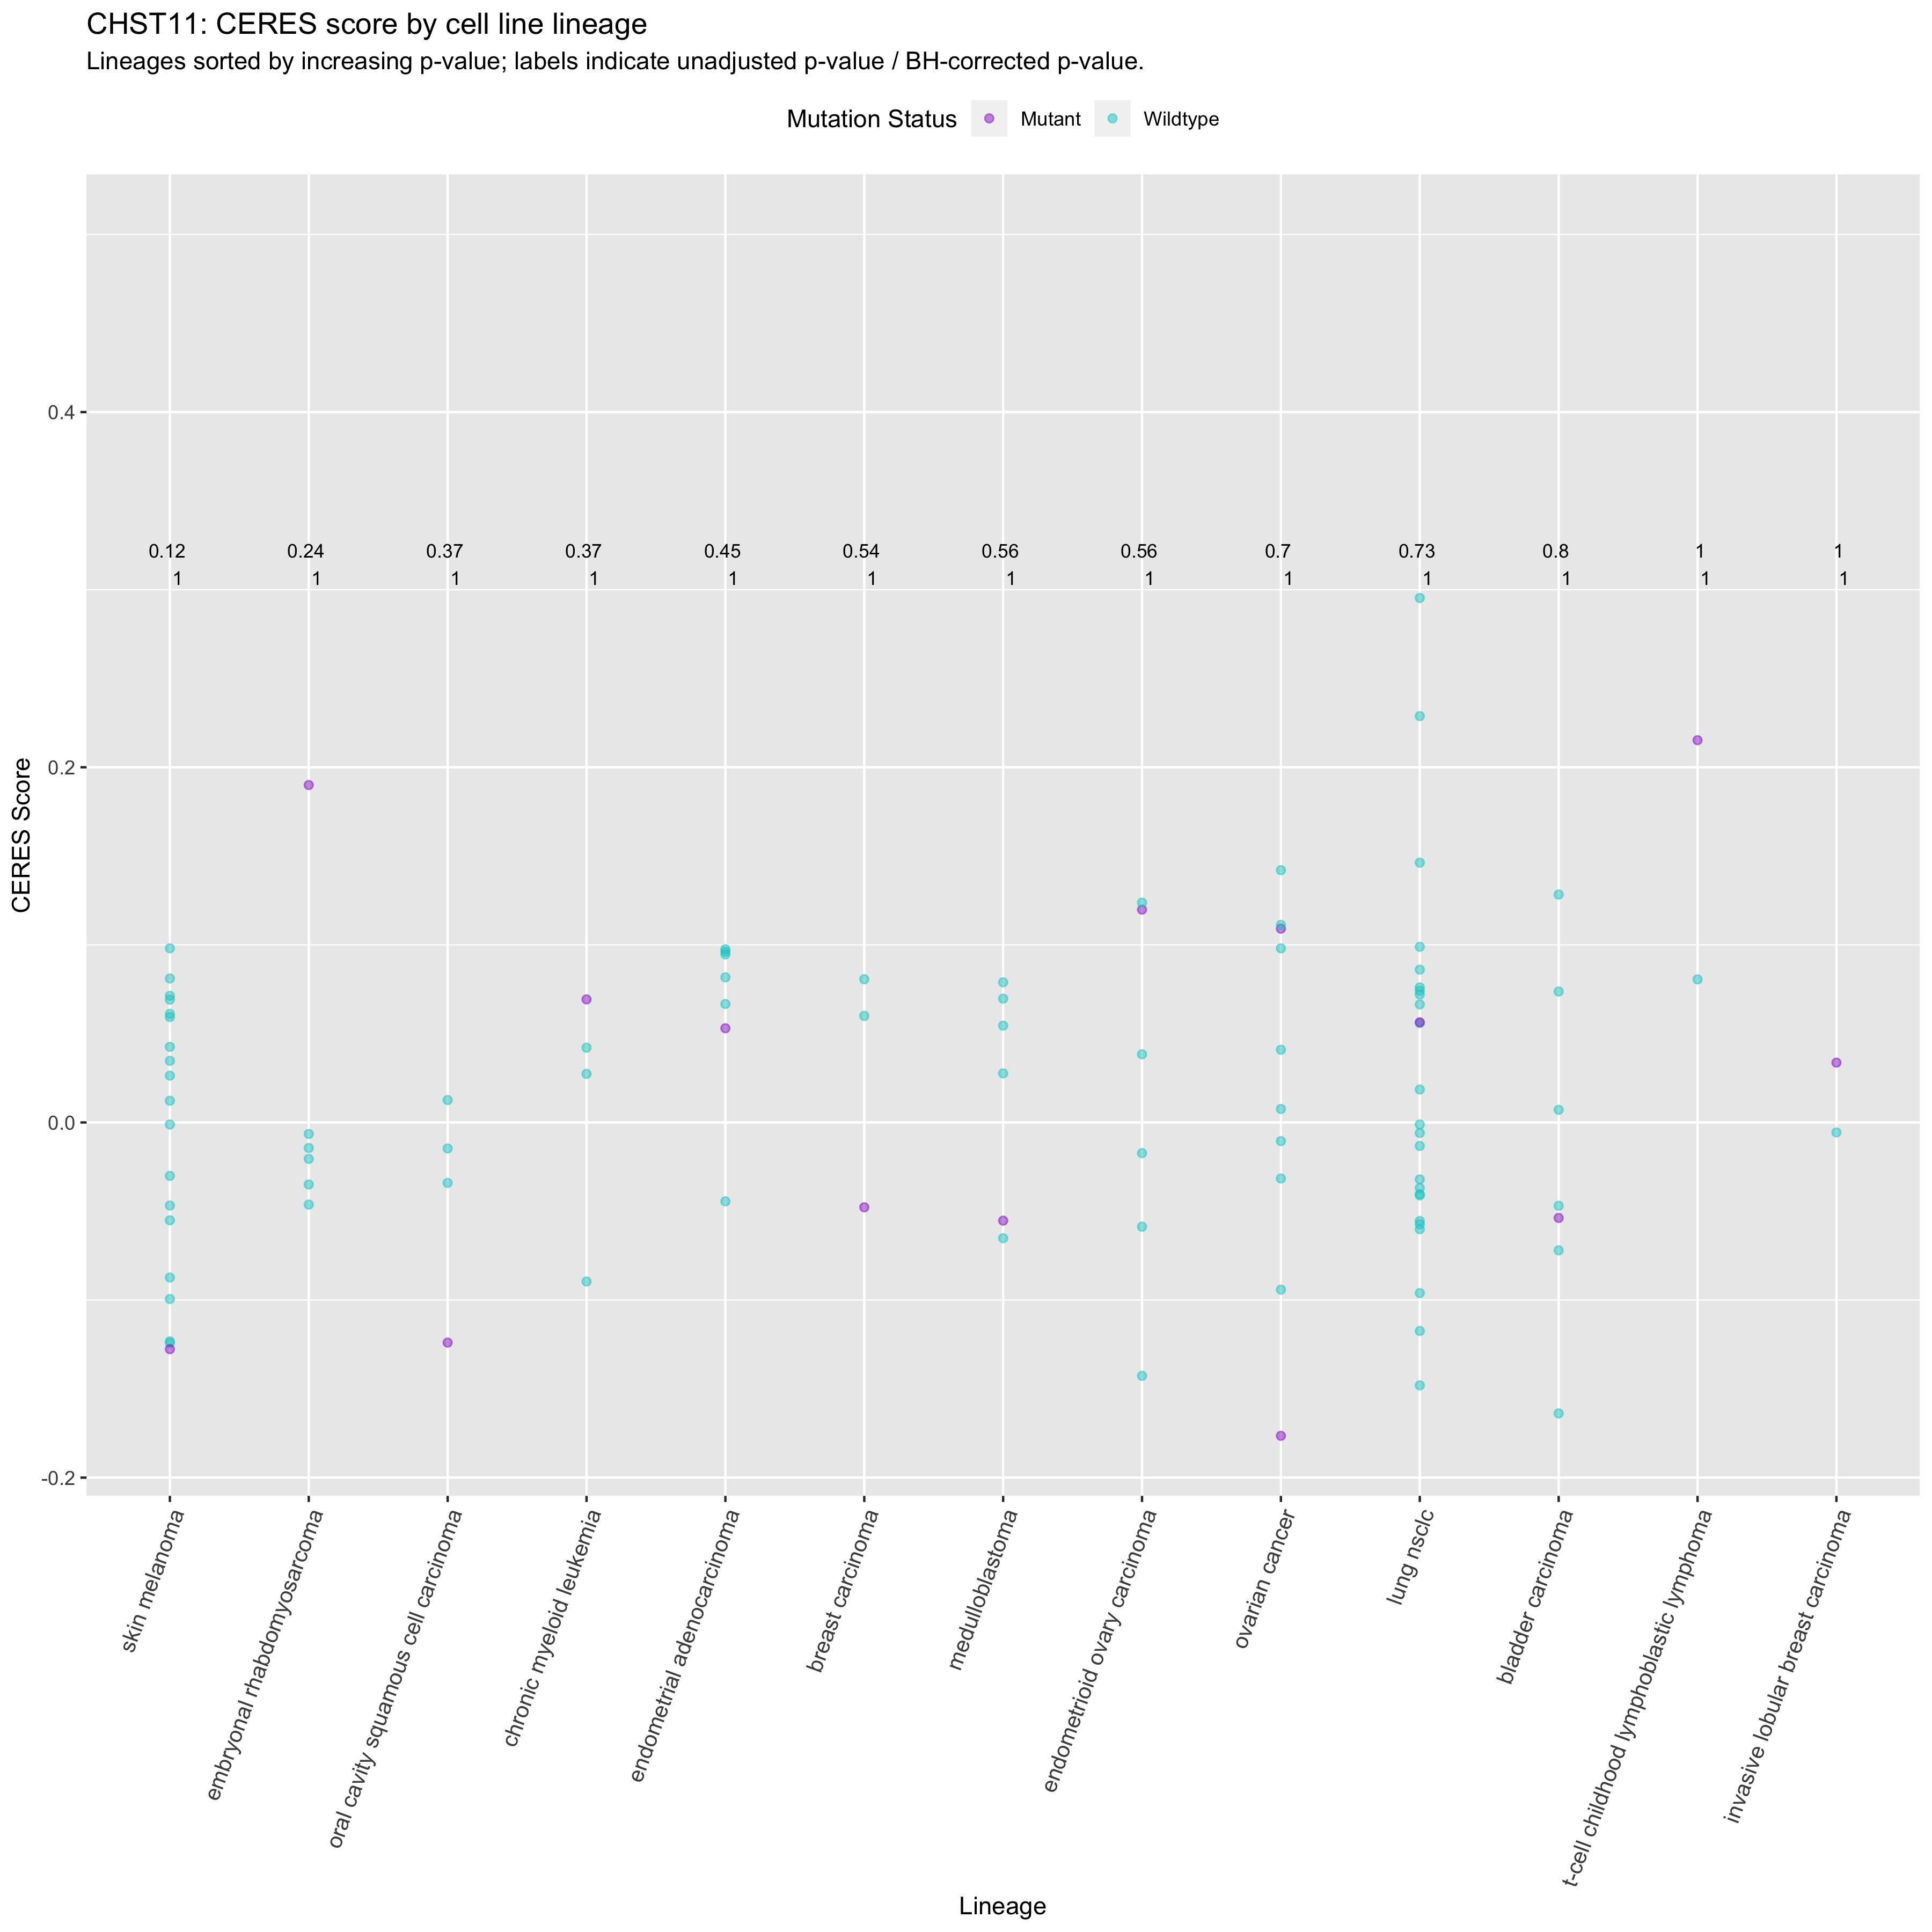 CHST11: CERES score by cell line lineage
Lineages sorted by increasing p-value; labels indicate unadjusted p-value / BH-corrected p-value.
Mutation Status Mutant Wildtype
0.4
0.12 0.24 0.37 0.37 0.45 0.54 0.56 0.56 0.7 0.73 0.8 1 1
1 1 1 1 1 1 1 1 1 1 1 1 1
0.2
CERES Score
0.0
-0.2
skin melanoma
embryonal rhabdomyosarcoma
oral cavity squamous cell carcinoma
chronic myeloid leukemia
endometrial adenocarcinoma
breast carcinoma
medulloblastoma
endometrioid ovary carcinoma
ovarian cancer
lung nsclc
bladder carcinoma
t-cell childhood lymphoblastic lymphoma
invasive lobular breast carcinoma
Lineage